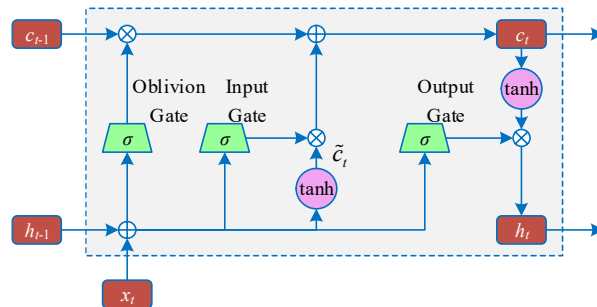 c_{t-1}
c_t
tanh
Oblivion
Gate
Input
Gate
Output
Gate
σ
σ
σ
c̃_t
tanh
h_{t-1}
h_t
x_t